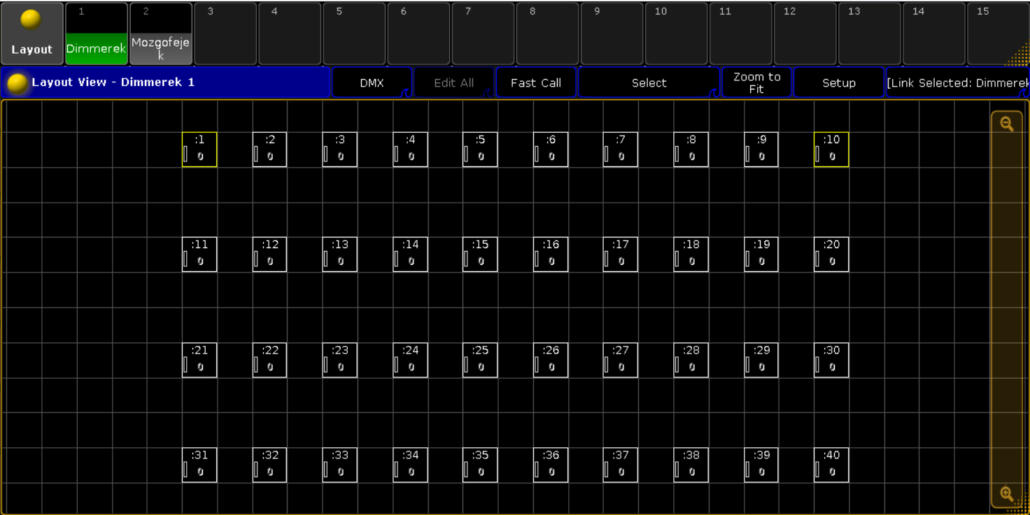 1 2 3 4 5 6 7 8 9 10 11 12 13 14 15
Layout Dimmerek Mozgofeje
k
Layout View - Dimmerek 1 DMX Edit All Fast Call Select Zoom to Setup [Link Selected: Dimmerek
Fit
:1 :2 :3 :4 :5 :6 :7 :8 :9 :10
0 0 0 0 0 0 0 0 0 0
:11 :12 :13 :14 :15 :16 :17 :18 :19 :20
0 0 0 0 0 0 0 0 0 0
:21 :22 :23 :24 :25 :26 :27 :28 :29 :30
0 0 0 0 0 0 0 0 0 0
:31 :32 :33 :34 :35 :36 :37 :38 :39 :40
0 0 0 0 0 0 0 0 0 0